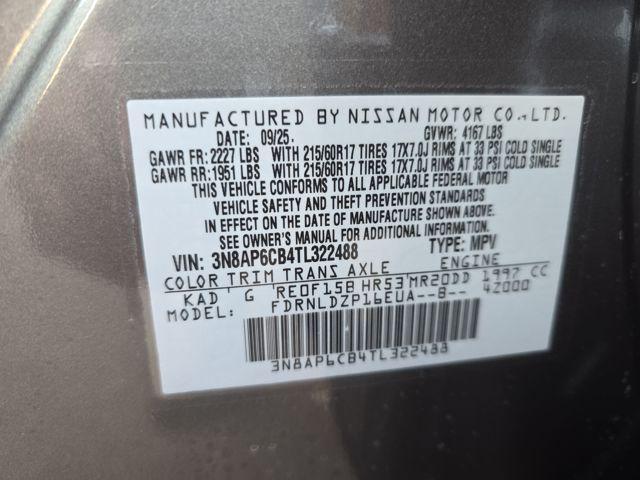 MANUFACTURED BY NISSAN MOTOR CO., LTD.
DATE: 09/25. GVWR: 4167 LBS
GAWR FR: 2227 LBS WITH 215/60R17 TIRES 17X7.0J RIMS AT 33 PSI COLD SINGLE
GAWR RR: 1951 LBS WITH 215/60R17 TIRES 17X7.0J RIMS AT 33 PSI COLD SINGLE
THIS VEHICLE CONFORMS TO ALL APPLICABLE FEDERAL MOTOR
VEHICLE SAFETY AND THEFT PREVENTION STANDARDS
IN EFFECT ON THE DATE OF MANUFACTURE SHOWN ABOVE.
SEE OWNER'S MANUAL FOR ADDITIONAL INFORMATION.
VIN: 3N8AP6CB4TL322488 TYPE: MPV
COLOR TRIM TRANS AXLE ENGINE
KAD G RE0F15B HR53 MR20DD 1997 CC
MODEL: FDRNLDZP16EUA--B-- 42000
3N8AP6CB4TL322488